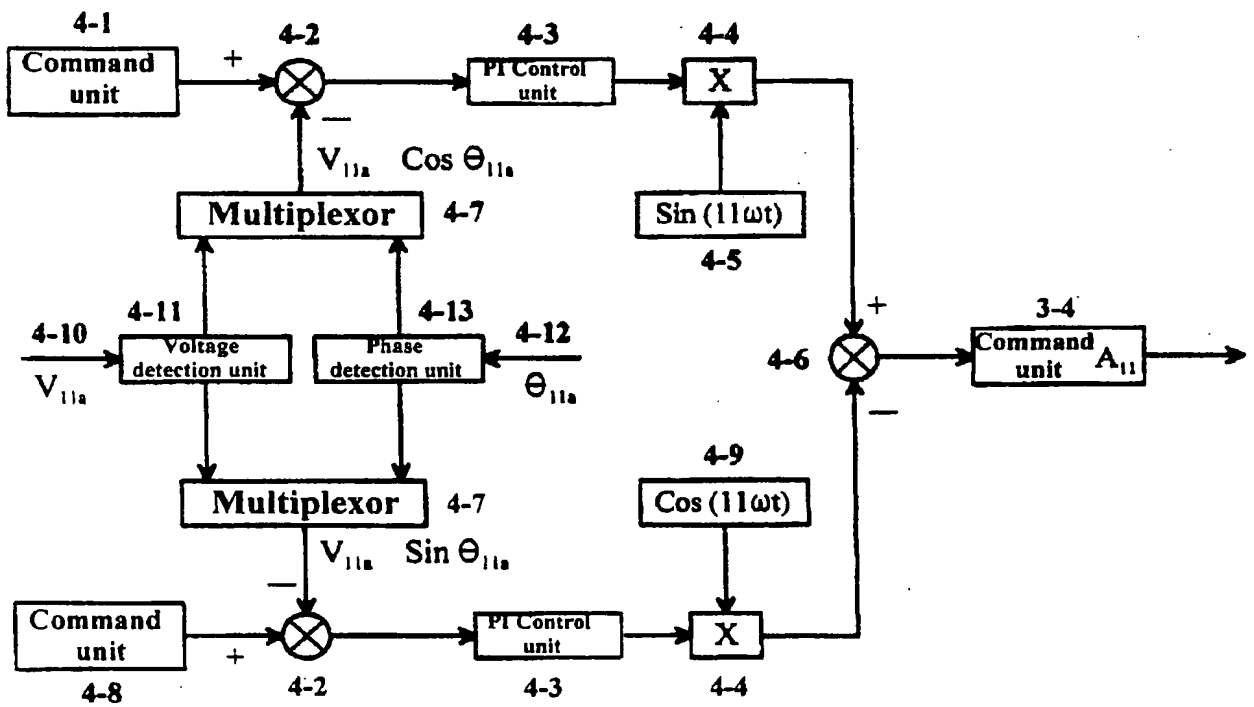 4-1
4-2
4-3
4-4
Command
unit
+
PI Control
unit
X
—
V11a Cos θ11a
Multiplexor
4-7
Sin (11ωt)
4-5
4-10
4-11
4-13
4-12
V11a
Voltage
detection unit
Phase
detection unit
θ11a
+
4-6
—
3-4
Command
unit
A11
Multiplexor
4-7
4-9
Cos (11ωt)
V11a Sin θ11a
—
Command
unit
+
PI Control
unit
X
4-8
4-2
4-3
4-4